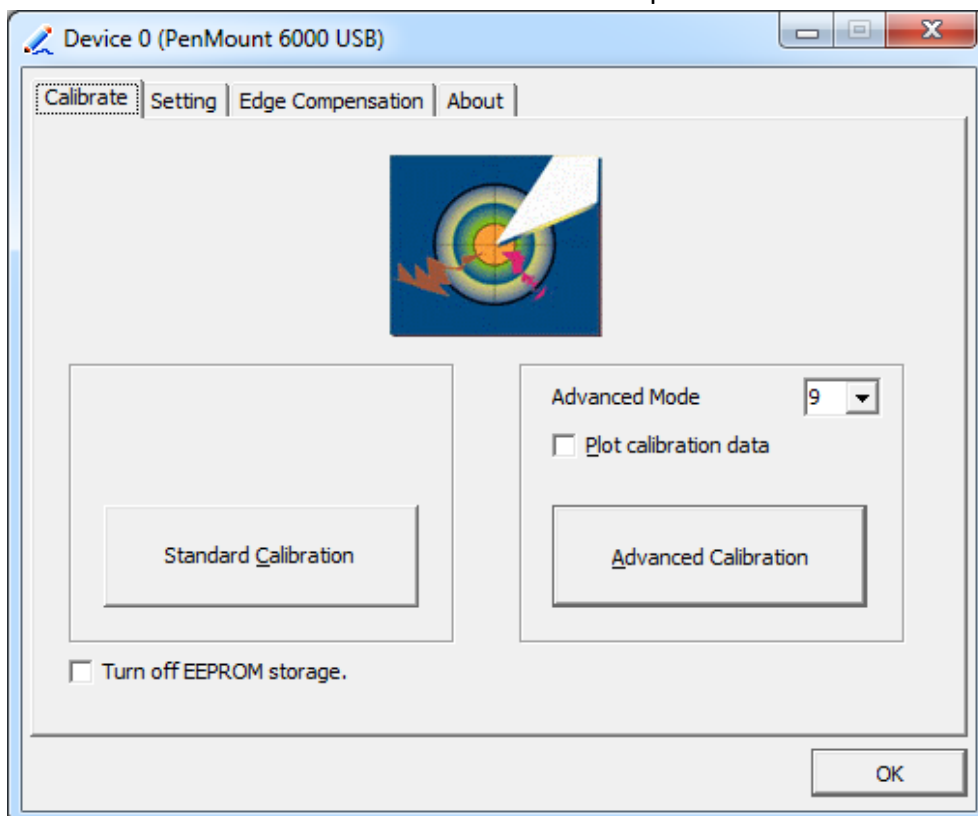 Device 0 (PenMount 6000 USB)
Calibrate Setting Edge Compensation About
Advanced Mode 9
Plot calibration data
Standard Calibration
Advanced Calibration
Turn off EEPROM storage.
OK